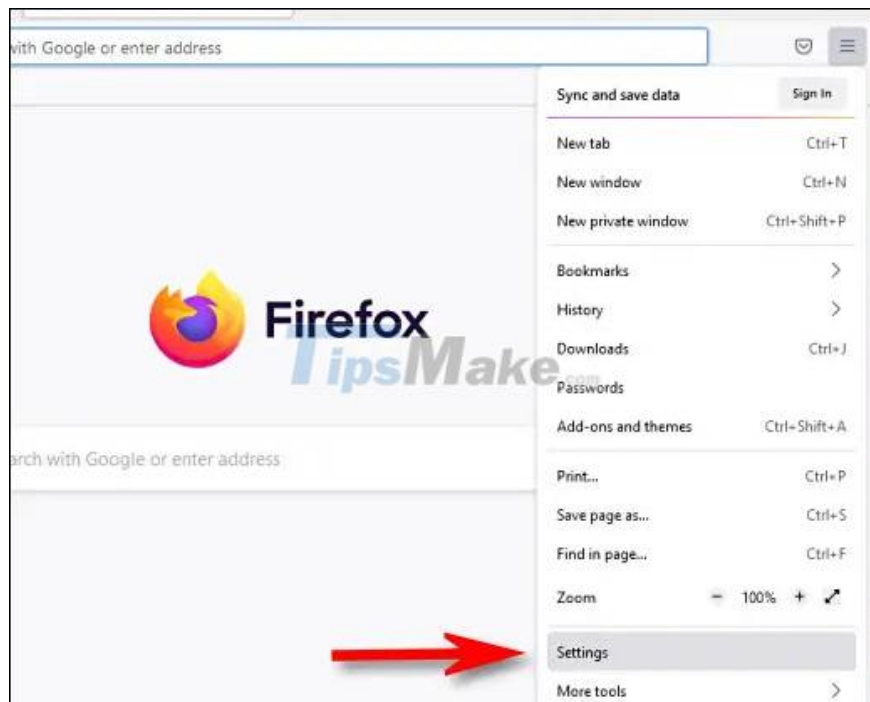 with Google or enter address
Sync and save data Sign In
New tab Ctrl+T
New window Ctrl+N
New private window Ctrl+Shift+P
Bookmarks
History
Firefox
Downloads Ctrl+J
TipsMake.com
Passwords
Add-ons and themes Ctrl+Shift+A
arch with Google or enter address
Print... Ctrl+P
Save page as... Ctrl+S
Find in page... Ctrl+F
Zoom − 100% +
Settings
More tools